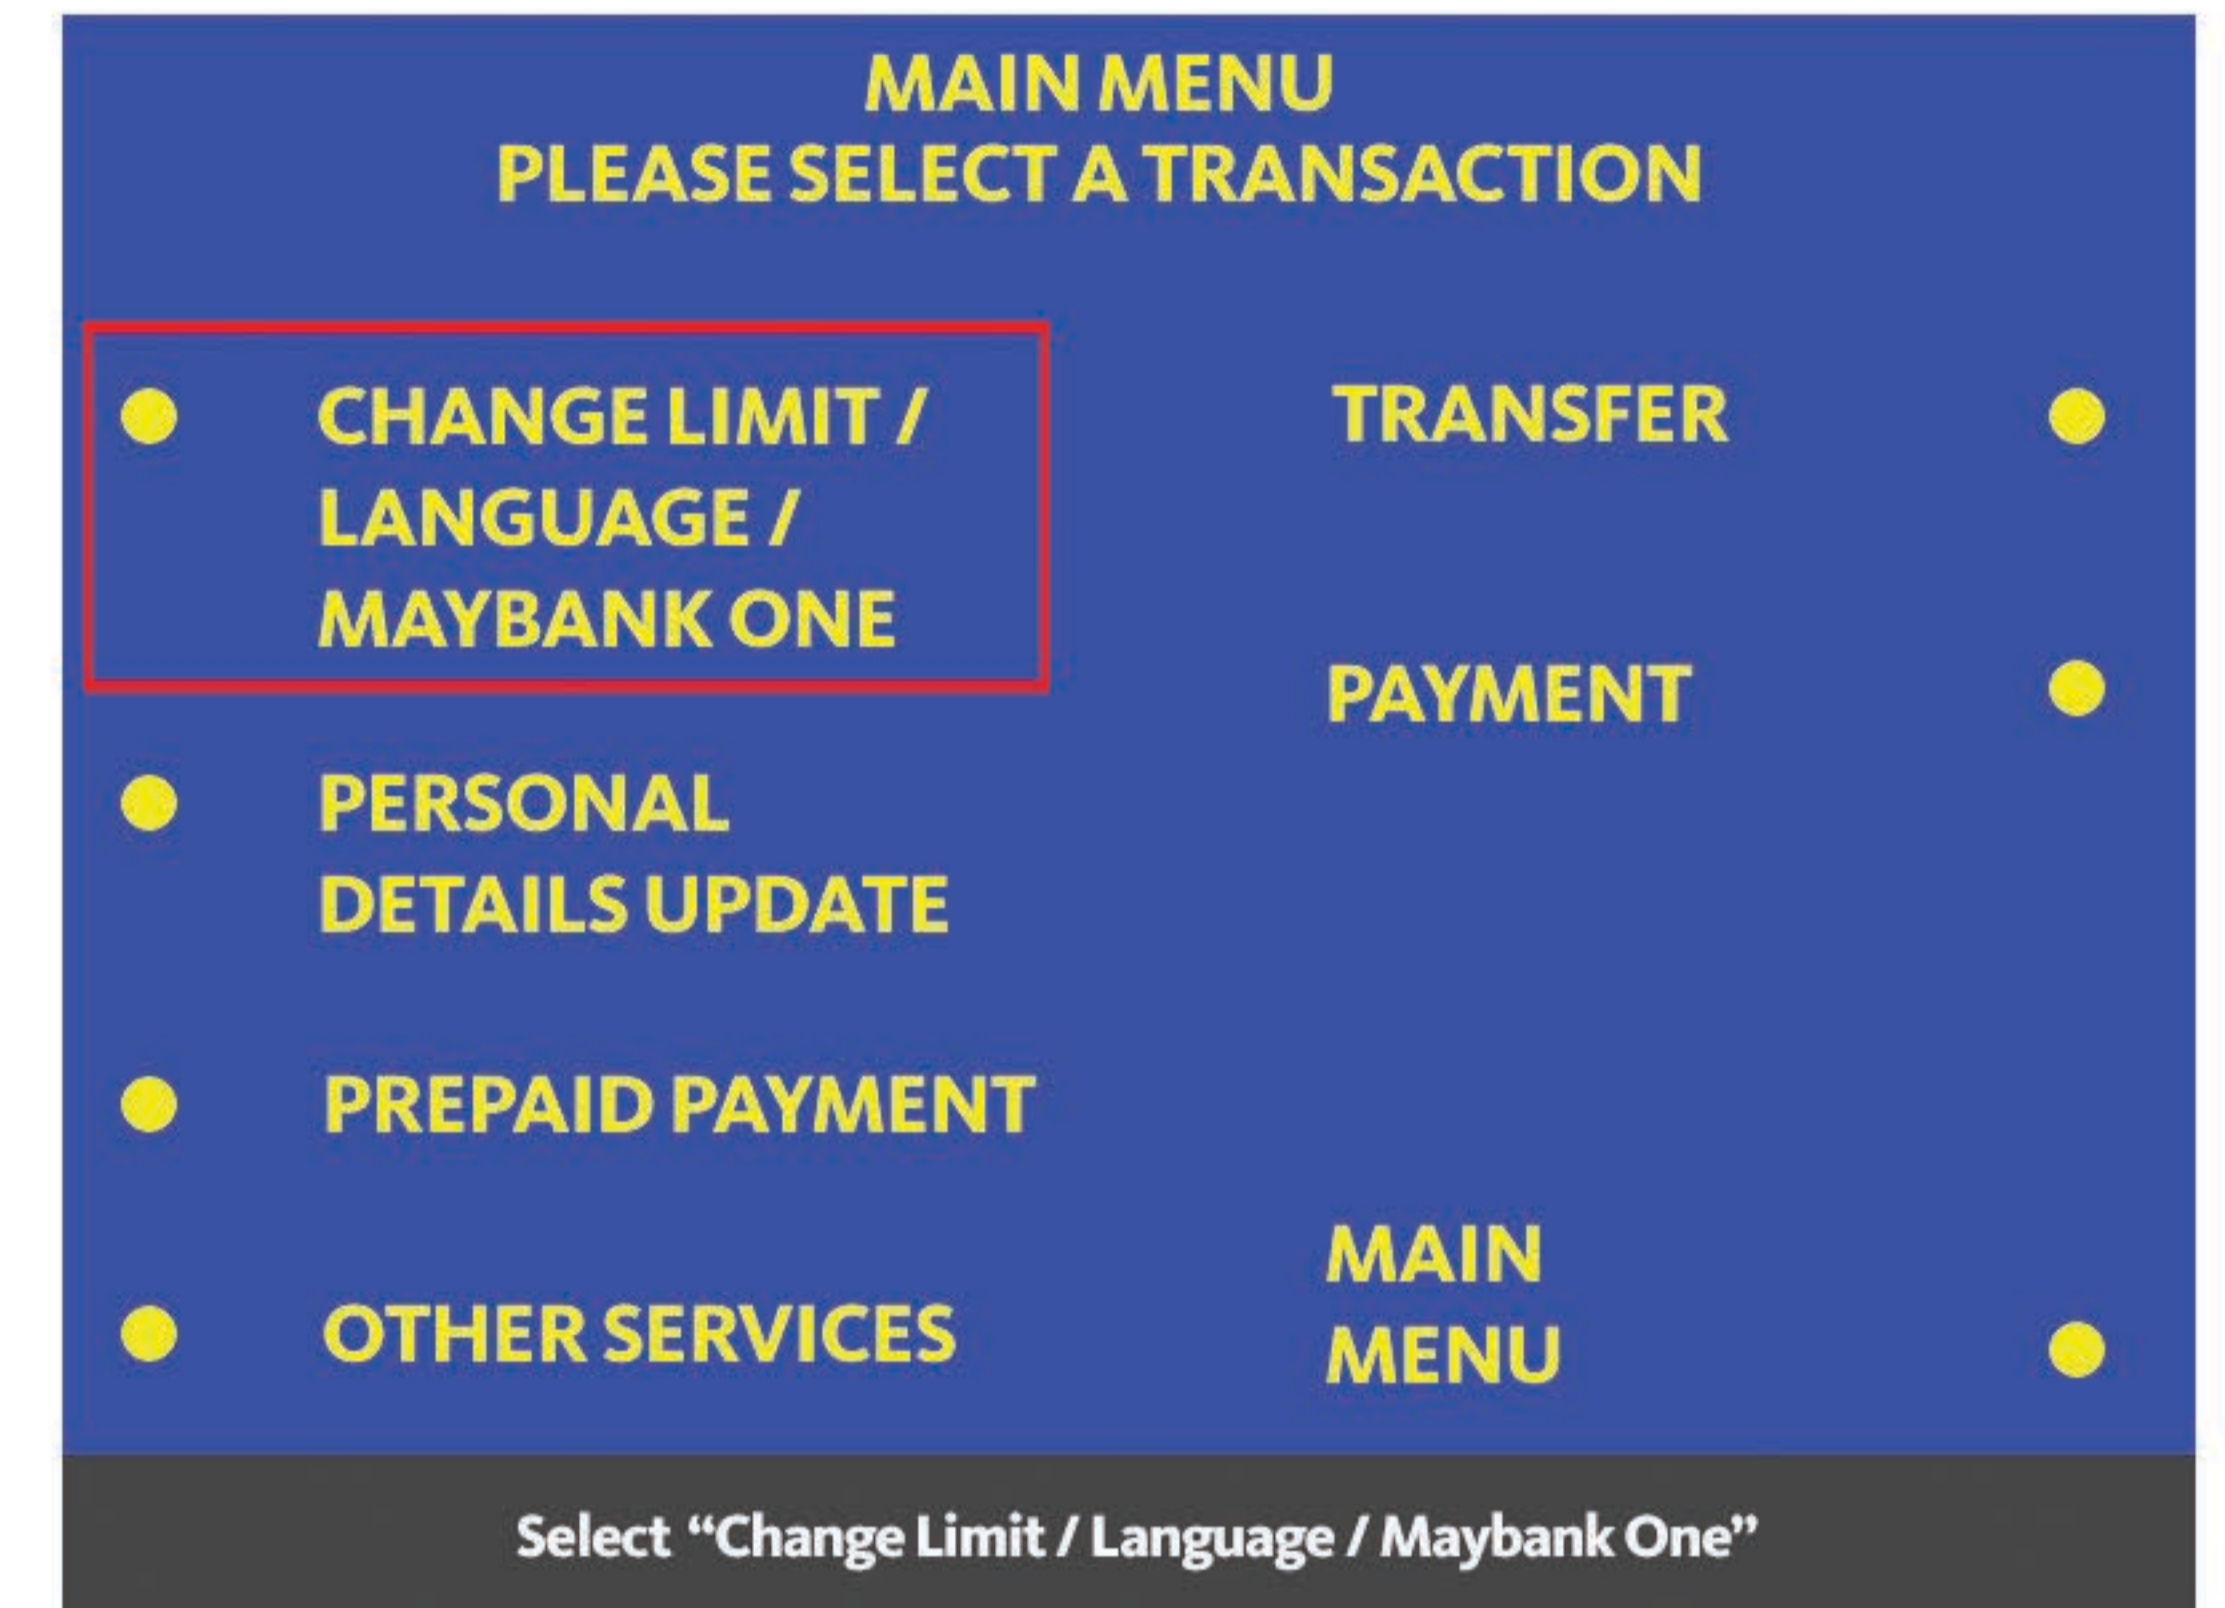 MAIN MENU
PLEASE SELECT A TRANSACTION
CHANGE LIMIT /
LANGUAGE /
MAYBANK ONE
PERSONAL
DETAILS UPDATE
PREPAID PAYMENT
OTHER SERVICES
TRANSFER
PAYMENT
MAIN
MENU
Select “Change Limit / Language / Maybank One”